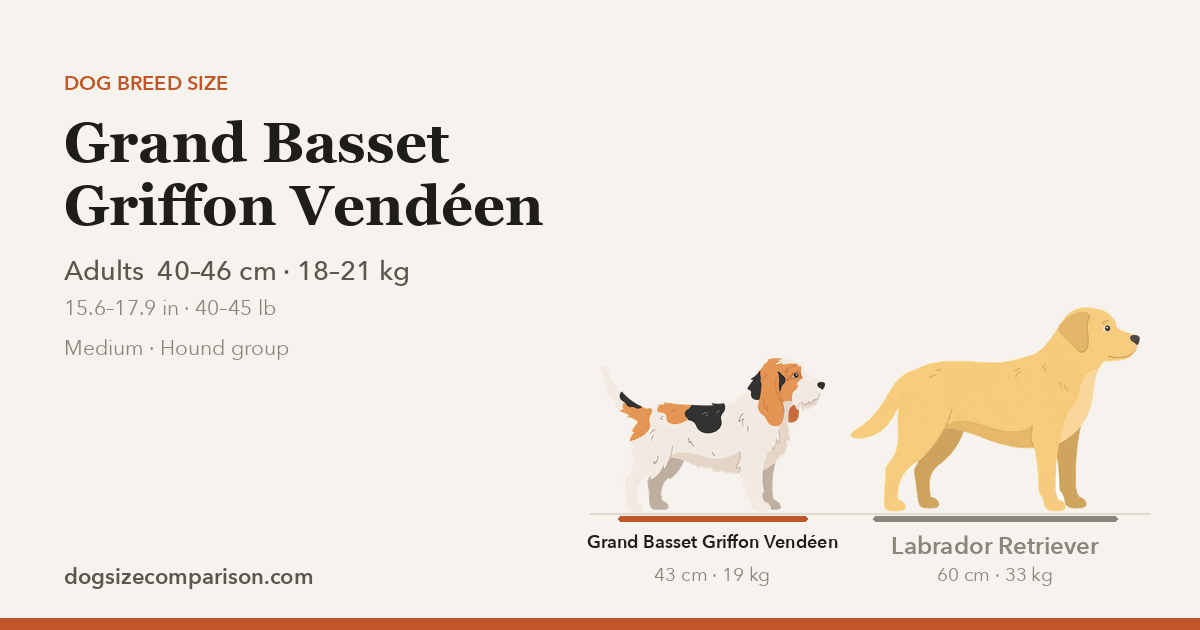 DOG BREED SIZE
Grand Basset
Griffon Vendéen
Adults 40–46 cm · 18–21 kg
15.6–17.9 in · 40–45 lb
Medium · Hound group
Grand Basset Griffon Vendéen
43 cm · 19 kg
Labrador Retriever
60 cm · 33 kg
dogsizecomparison.com